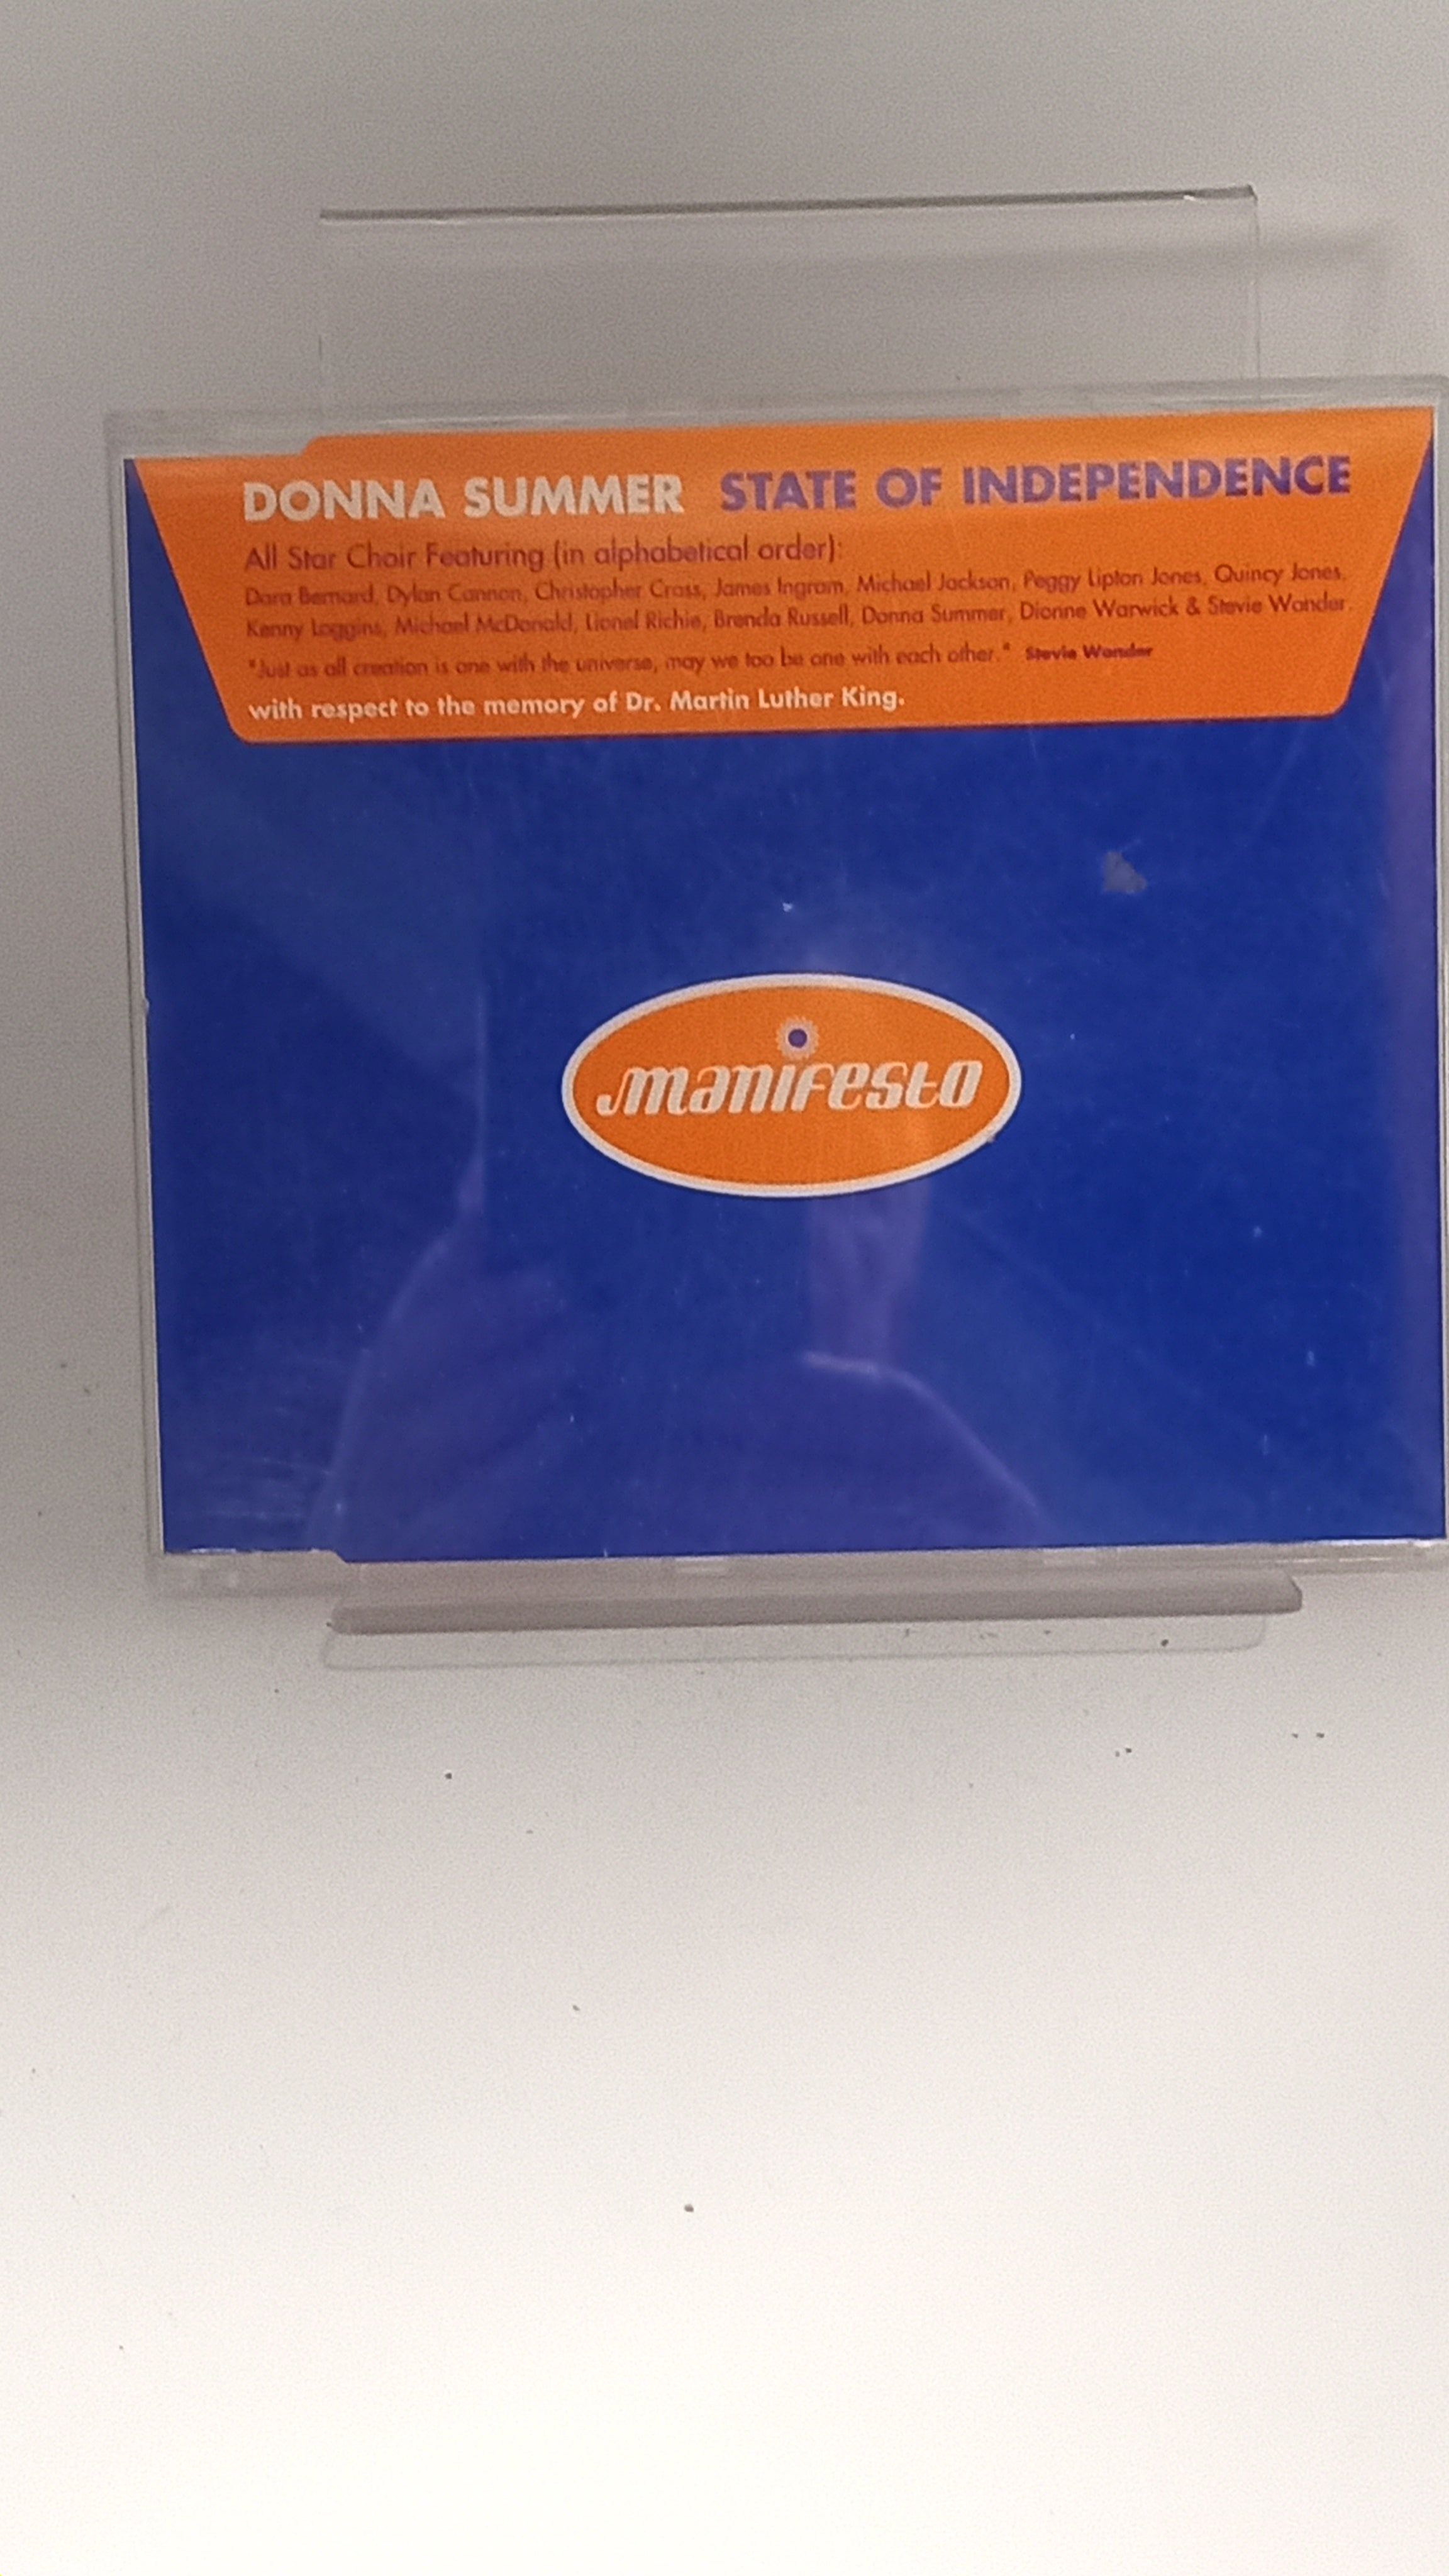 DONNA SUMMER STATE OF INDEPENDENCE
All Star Choir Featuring (in alphabetical order):
Dara Bernard, Dylan Cannon, Christopher Cross, James Ingram, Michael Jackson, Peggy Lipton Jones, Quincy Jones,
Kenny Loggins, Michael McDonald, Lionel Richie, Brenda Russell, Donna Summer, Dionne Warwick & Stevie Wonder.
"Just as all creation is one with the universe, may we too be one with each other." Stevie Wonder
with respect to the memory of Dr. Martin Luther King.
manifesto